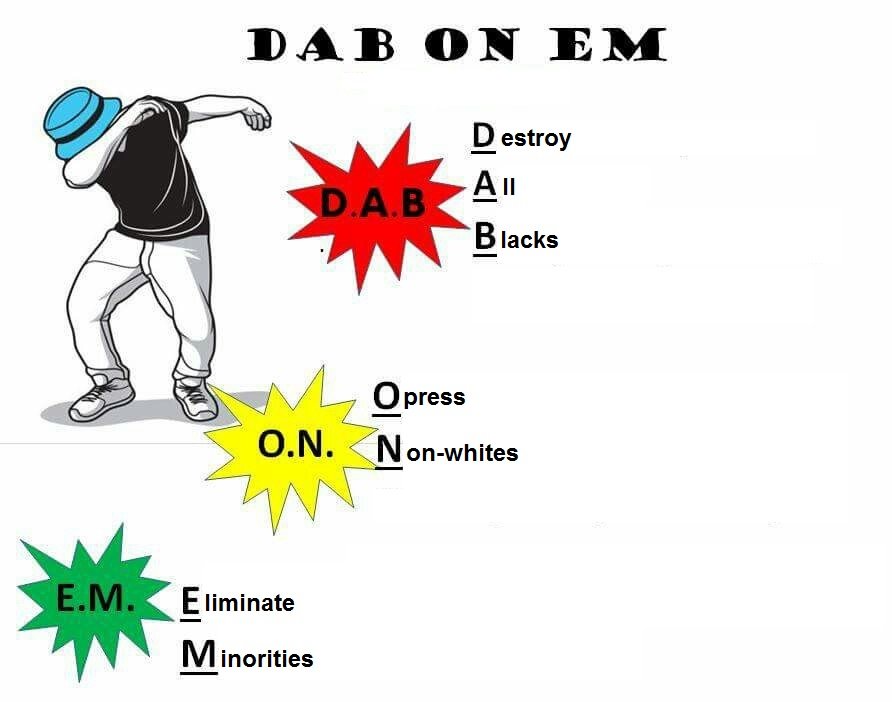 DAB ON EM
D.A.B
Destroy
All
Blacks
O.N.
Opress
Non-whites
E.M.
Eliminate
Minorities